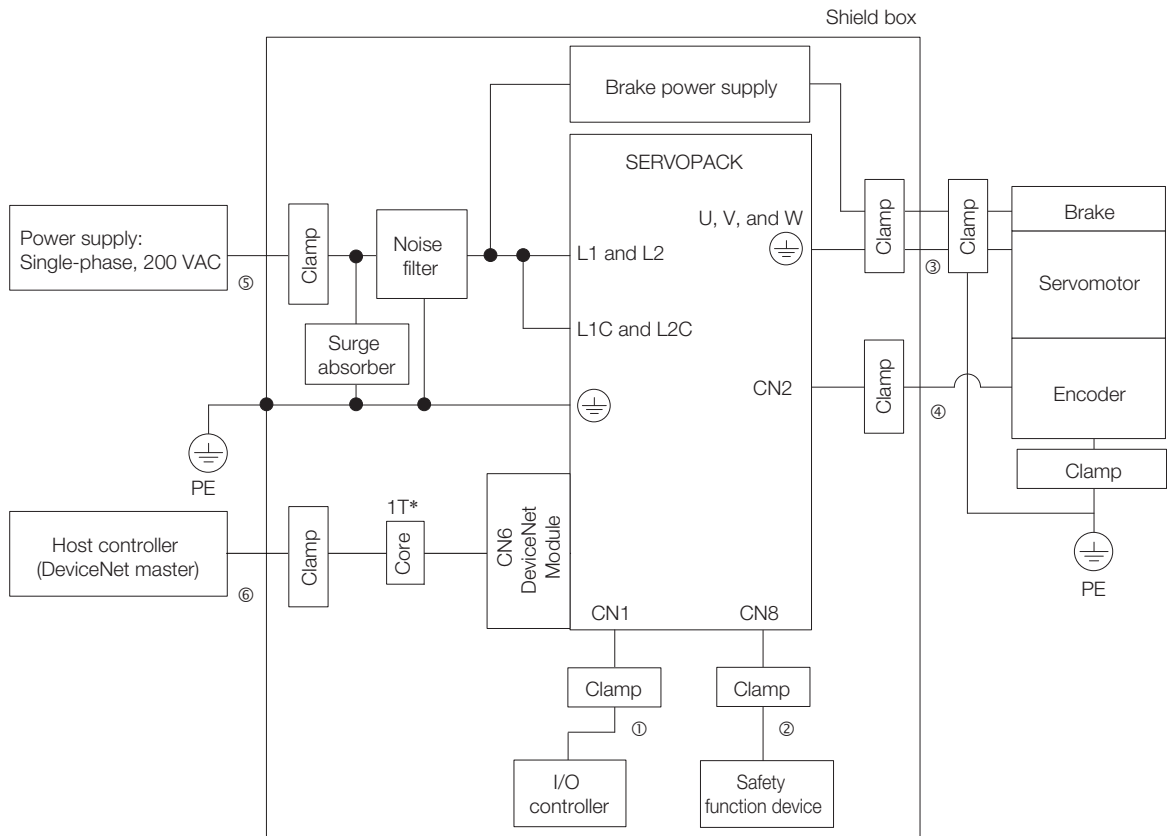 Shield box
Brake power supply
SERVOPACK
Power supply:
Single-phase, 200 VAC
⑤
Clamp
Noise
filter
L1 and L2
L1C and L2C
Surge
absorber
PE
U, V, and W
Clamp
③
Clamp
Brake
Servomotor
Encoder
CN2
Clamp
④
Clamp
PE
Host controller
(DeviceNet master)
⑥
Clamp
1T*
Core
CN6
DeviceNet
Module
CN1
CN8
Clamp
①
Clamp
②
I/O
controller
Safety
function device